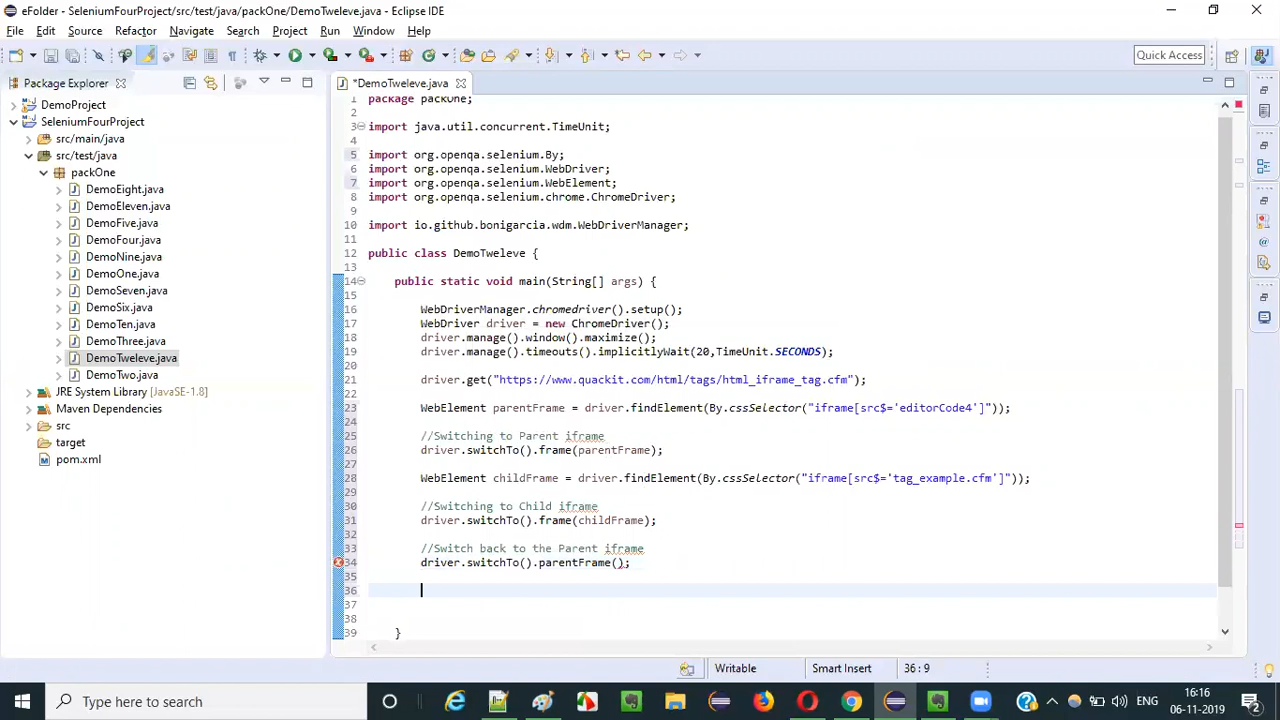 eFolder - SeleniumFourProject/src/test/java/packOne/DemoTweleve.java - Eclipse IDE
File Edit Source Refactor Navigate Search Project Run Window Help
Quick Access
Package Explorer
*DemoTweleve.java
DemoProject
SeleniumFourProject
src/main/java
src/test/java
packOne
DemoEight.java
DemoEleven.java
DemoFive.java
DemoFour.java
DemoNine.java
DemoOne.java
DemoSeven.java
DemoSix.java
DemoTen.java
DemoThree.java
DemoTweleve.java
DemoTwo.java
JRE System Library [JavaSE-1.8]
Maven Dependencies
src
target
pom.xml
1 package packOne;
2
3 import java.util.concurrent.TimeUnit;
4
5 import org.openqa.selenium.By;
6 import org.openqa.selenium.WebDriver;
7 import org.openqa.selenium.WebElement;
8 import org.openqa.selenium.chrome.ChromeDriver;
9
10 import io.github.bonigarcia.wdm.WebDriverManager;
11
12 public class DemoTweleve {
13
14 public static void main(String[] args) {
15
16 WebDriverManager.chromedriver().setup();
17 WebDriver driver = new ChromeDriver();
18 driver.manage().window().maximize();
19 driver.manage().timeouts().implicitlyWait(20,TimeUnit.SECONDS);
20
21 driver.get("https://www.quackit.com/html/tags/html_iframe_tag.cfm");
22
23 WebElement parentFrame = driver.findElement(By.cssSelector("iframe[src$='editorCode4']"));
24
25 //Switching to Parent iframe
26 driver.switchTo().frame(parentFrame);
27
28 WebElement childFrame = driver.findElement(By.cssSelector("iframe[src$='tag_example.cfm']"));
29
30 //Switching to Child iframe
31 driver.switchTo().frame(childFrame);
32
33 //Switch back to the Parent iframe
34 driver.switchTo().parentFrame();
35
36
37
38
39 }
Writable Smart Insert 36 : 9
Type here to search
ENG
16:16
06-11-2019
2